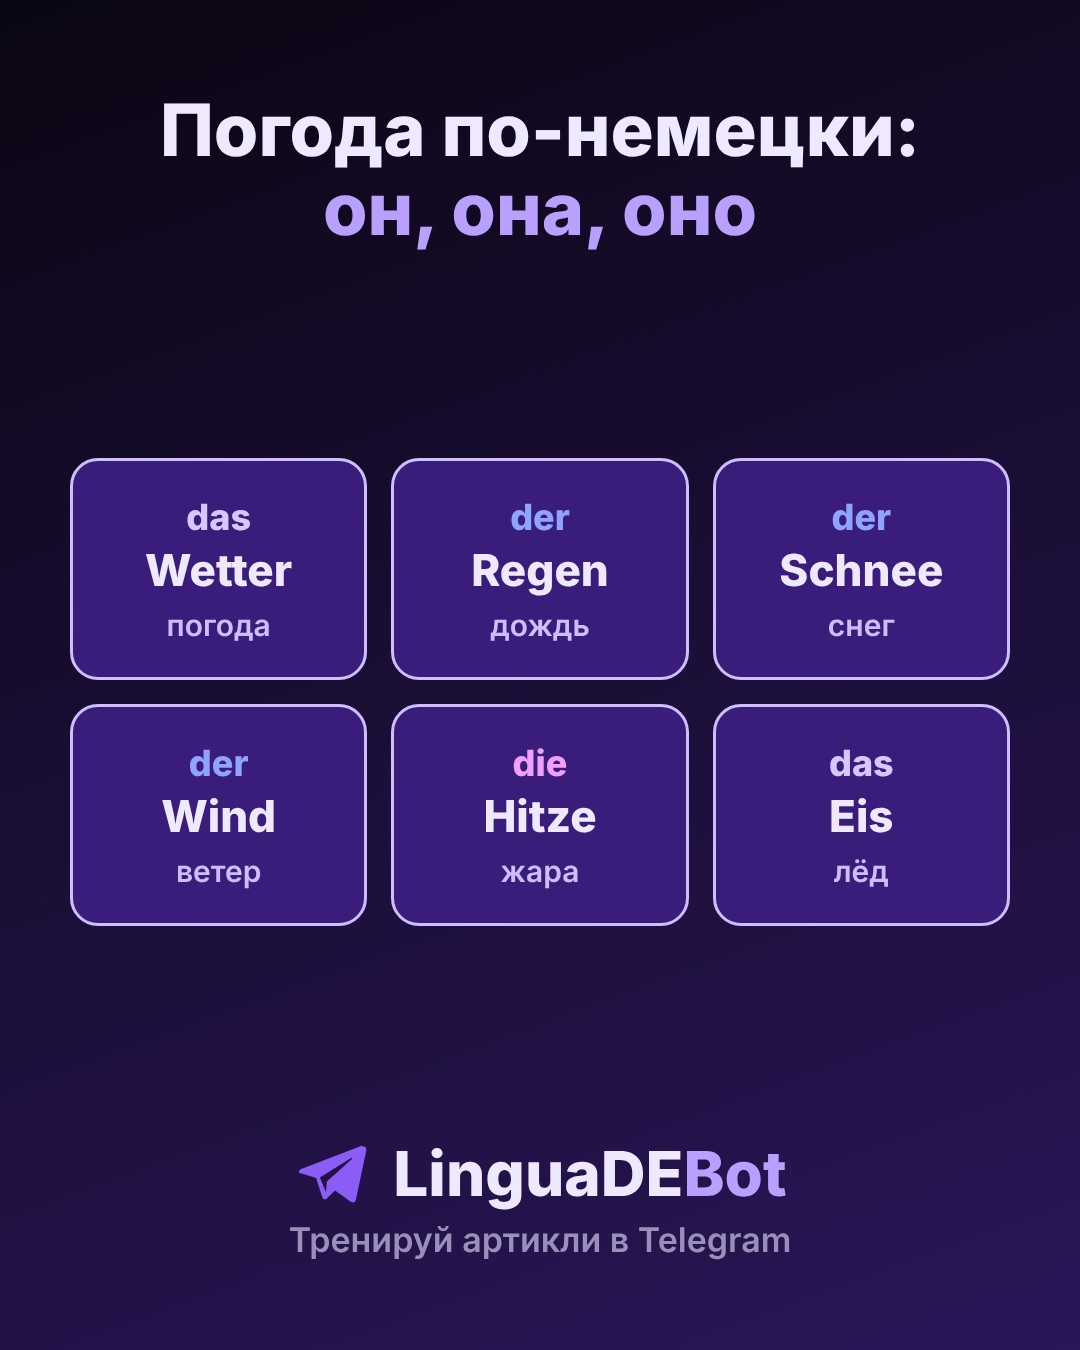 Погода по-немецки:
он, она, оно
das
Wetter
погода
der
Regen
дождь
der
Schnee
снег
der
Wind
ветер
die
Hitze
жара
das
Eis
лёд
LinguaDEBot
Тренируй артикли в Telegram